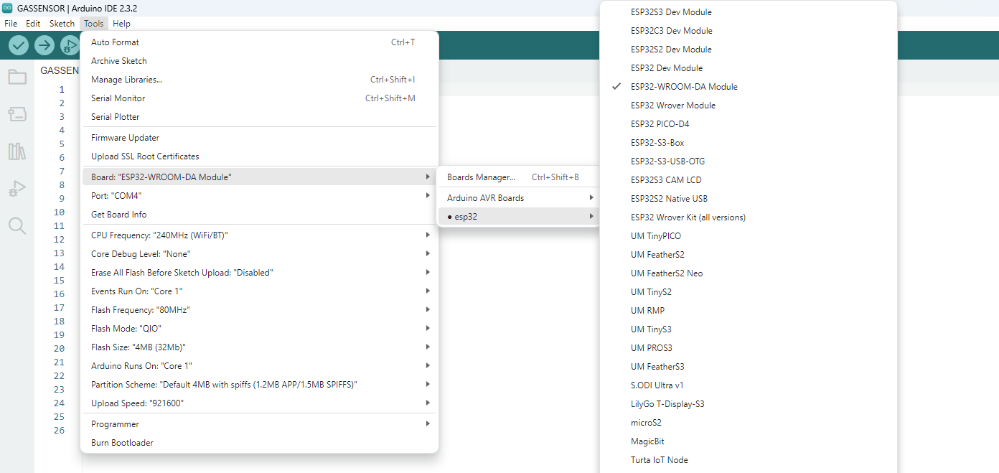 GASSENSOR | Arduino IDE 2.3.2
File Edit Sketch Tools Help
GASSEN
1
2
3
4
5
6
7
8
9
10
11
12
13
14
15
16
17
18
19
20
21
22
23
24
25
26
Auto Format Ctrl+T
Archive Sketch
Manage Libraries... Ctrl+Shift+I
Serial Monitor Ctrl+Shift+M
Serial Plotter
Firmware Updater
Upload SSL Root Certificates
Board: "ESP32-WROOM-DA Module"
Port: "COM4"
Get Board Info
CPU Frequency: "240MHz (WiFi/BT)"
Core Debug Level: "None"
Erase All Flash Before Sketch Upload: "Disabled"
Events Run On: "Core 1"
Flash Frequency: "80MHz"
Flash Mode: "QIO"
Flash Size: "4MB (32Mb)"
Arduino Runs On: "Core 1"
Partition Scheme: "Default 4MB with spiffs (1.2MB APP/1.5MB SPIFFS)"
Upload Speed: "921600"
Programmer
Burn Bootloader
Boards Manager... Ctrl+Shift+B
Arduino AVR Boards
● esp32
ESP32S3 Dev Module
ESP32C3 Dev Module
ESP32S2 Dev Module
ESP32 Dev Module
✓ ESP32-WROOM-DA Module
ESP32 Wrover Module
ESP32 PICO-D4
ESP32-S3-Box
ESP32-S3-USB-OTG
ESP32S3 CAM LCD
ESP32S2 Native USB
ESP32 Wrover Kit (all versions)
UM TinyPICO
UM FeatherS2
UM FeatherS2 Neo
UM TinyS2
UM RMP
UM TinyS3
UM PROS3
UM FeatherS3
S.ODI Ultra v1
LilyGo T-Display-S3
microS2
MagicBit
Turta IoT Node